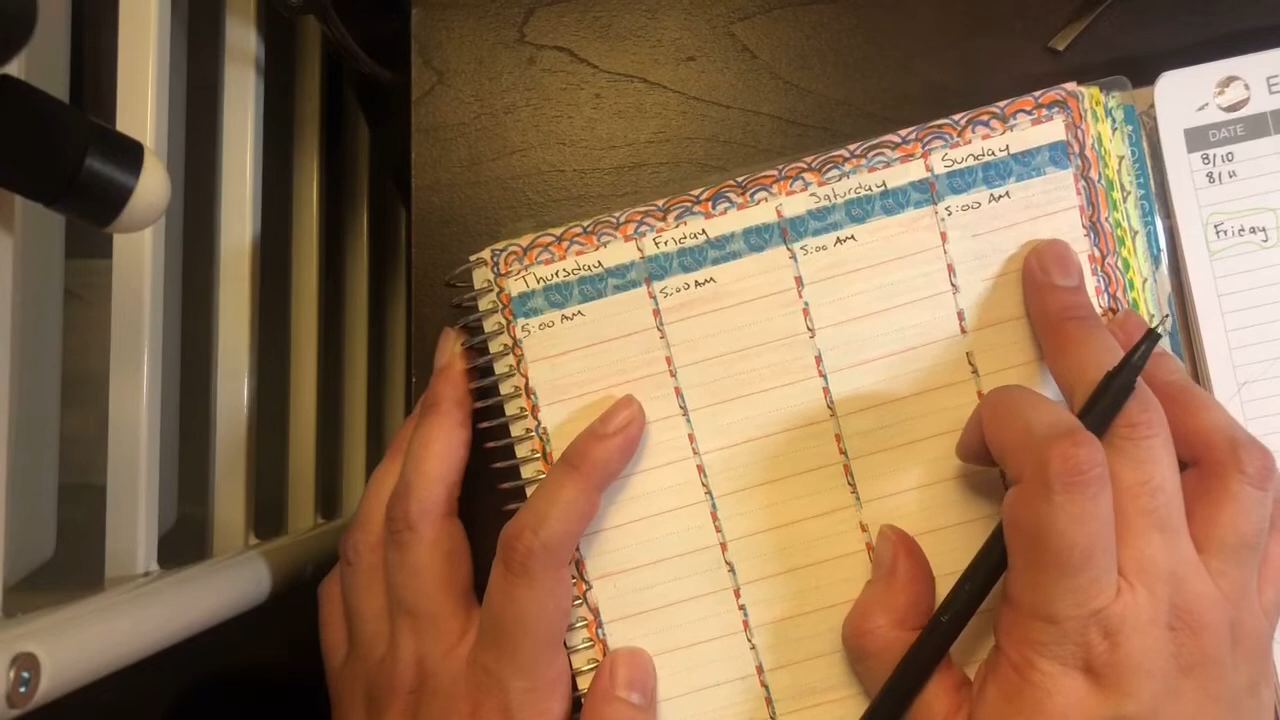 Thursday
Friday
Saturday
Sunday
5:00 AM
5:00 AM
5:00 AM
5:00 AM
CONTACTS
E
DATE
8/10
8/11
Friday